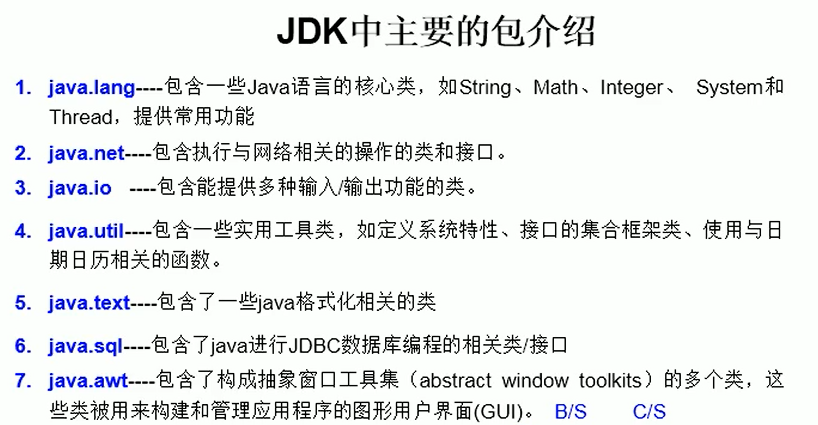 JDK中主要的包介绍
1. java.lang----包含一些Java语言的核心类，如String、Math、Integer、 System和
Thread，提供常用功能
2. java.net----包含执行与网络相关的操作的类和接口。
3. java.io ----包含能提供多种输入/输出功能的类。
4. java.util----包含一些实用工具类，如定义系统特性、接口的集合框架类、使用与日
期日历相关的函数。
5. java.text----包含了一些java格式化相关的类
6. java.sql----包含了java进行JDBC数据库编程的相关类/接口
7. java.awt----包含了构成抽象窗口工具集（abstract window toolkits）的多个类，这
些类被用来构建和管理应用程序的图形用户界面(GUI)。 B/S C/S